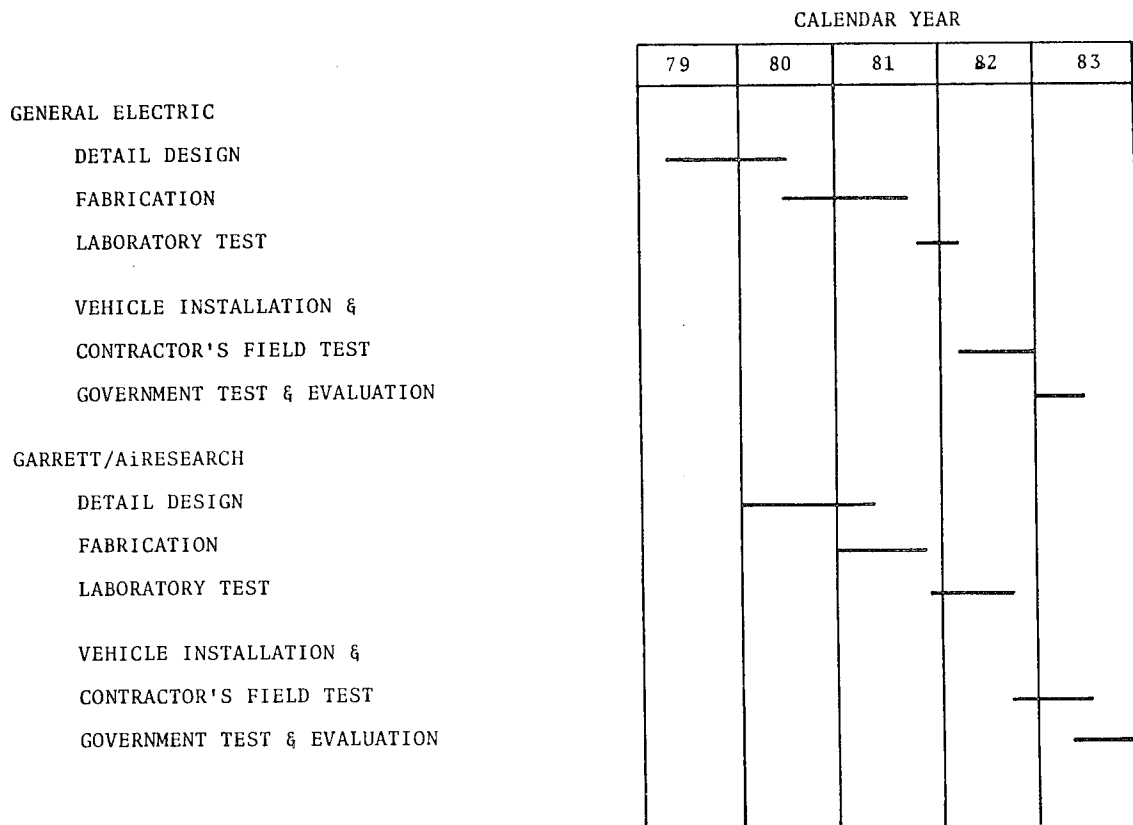 CALENDAR YEAR
79 80 81 82 83
GENERAL ELECTRIC
DETAIL DESIGN
FABRICATION
LABORATORY TEST
VEHICLE INSTALLATION &
CONTRACTOR'S FIELD TEST
GOVERNMENT TEST & EVALUATION
GARRETT/AiRESEARCH
DETAIL DESIGN
FABRICATION
LABORATORY TEST
VEHICLE INSTALLATION &
CONTRACTOR'S FIELD TEST
GOVERNMENT TEST & EVALUATION